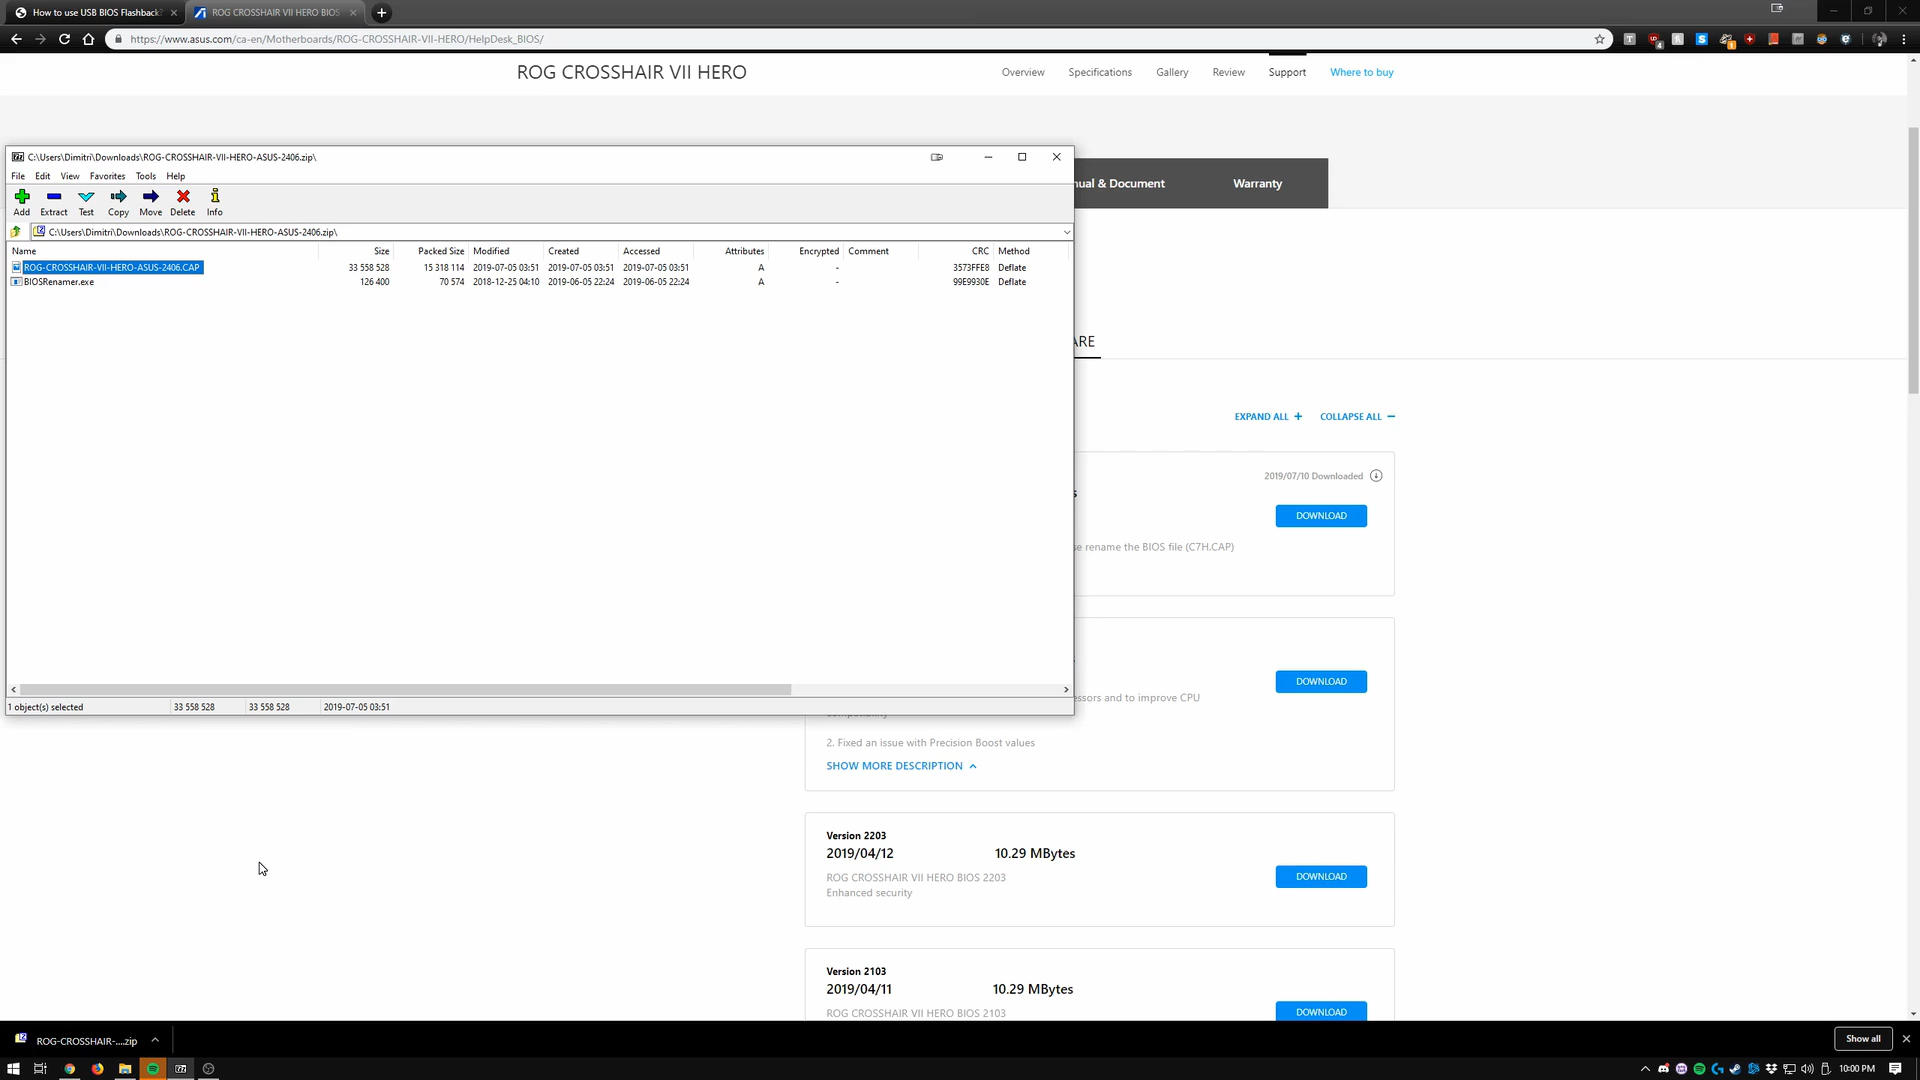 How to use USB BIOS Flashback?
ROG CROSSHAIR VII HERO BIOS
https://www.asus.com/ca-en/Motherboards/ROG-CROSSHAIR-VII-HERO/HelpDesk_BIOS/
ROG CROSSHAIR VII HERO
Overview Specifications Gallery Review Support Where to buy
C:\Users\Dimitri\Downloads\ROG-CROSSHAIR-VII-HERO-ASUS-2406.zip\
File Edit View Favorites Tools Help
nual & Document Warranty
Add Extract Test Copy Move Delete Info
C:\Users\Dimitri\Downloads\ROG-CROSSHAIR-VII-HERO-ASUS-2406.zip\
Name Size Packed Size Modified Created Accessed Attributes Encrypted Comment CRC Method
ROG-CROSSHAIR-VII-HERO-ASUS-2406.CAP 33 558 528 15 318 114 2019-07-05 03:51 2019-07-05 03:51 2019-07-05 03:51 A - 3573FFE8 Deflate
BIOSRenamer.exe 126 400 70 574 2018-12-25 04:10 2019-06-05 22:24 2019-06-05 22:24 A - 99E9930E Deflate
ARE
EXPAND ALL + COLLAPSE ALL −
2019/07/10 Downloaded
s
DOWNLOAD
se rename the BIOS file (C7H.CAP)
DOWNLOAD
essors and to improve CPU
compatibility
1 object(s) selected 33 558 528 33 558 528 2019-07-05 03:51
2. Fixed an issue with Precision Boost values
SHOW MORE DESCRIPTION
Version 2203
2019/04/12 10.29 MBytes
DOWNLOAD
ROG CROSSHAIR VII HERO BIOS 2203
Enhanced security
Version 2103
2019/04/11 10.29 MBytes
DOWNLOAD
ROG CROSSHAIR VII HERO BIOS 2103
ROG-CROSSHAIR-....zip
Show all
10:00 PM